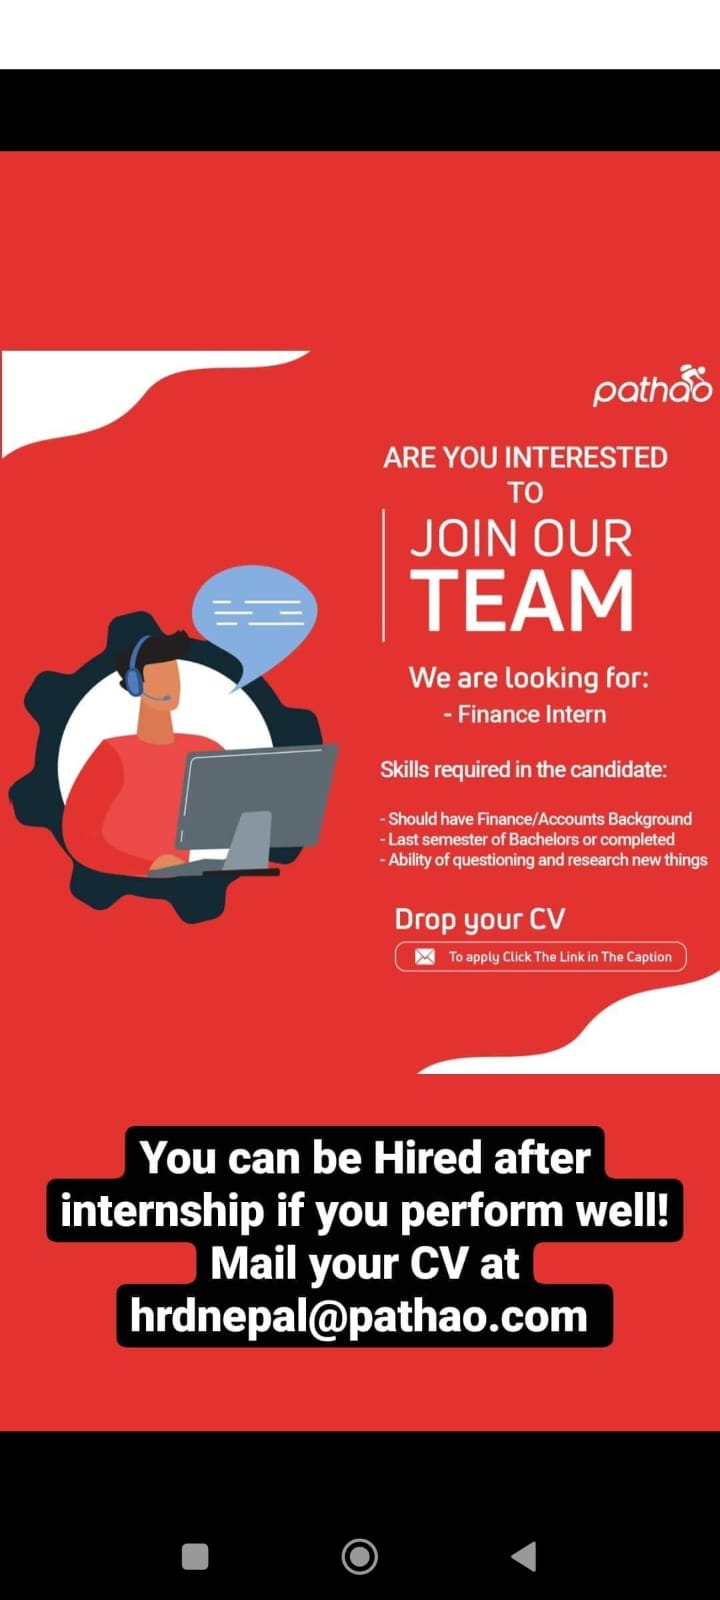 pathao
ARE YOU INTERESTED
TO
JOIN OUR
TEAM
We are looking for:
- Finance Intern
Skills required in the candidate:
- Should have Finance/Accounts Background
- Last semester of Bachelors or completed
- Ability of questioning and research new things
Drop your CV
To apply Click The Link in The Caption
You can be Hired after
internship if you perform well!
Mail your CV at
hrdnepal@pathao.com